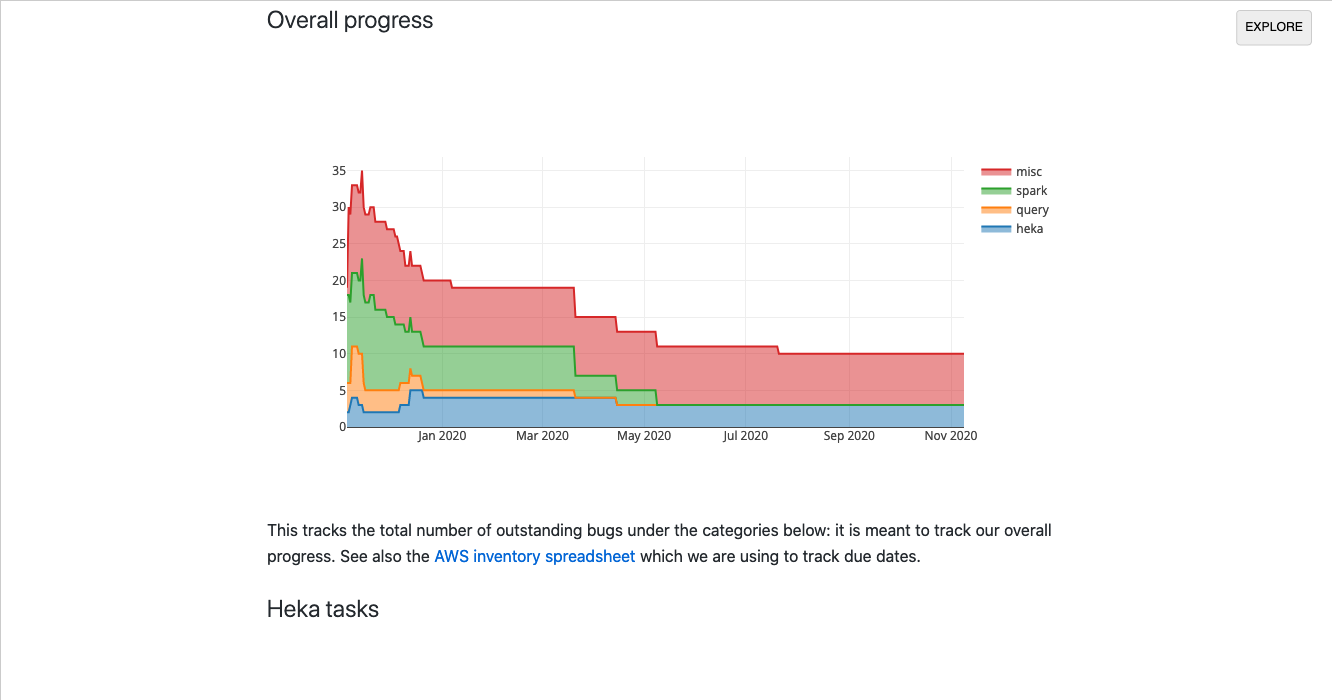 Overall progress
EXPLORE
35
30
25
20
15
10
5
0
Jan 2020
Mar 2020
May 2020
Jul 2020
Sep 2020
Nov 2020
misc
spark
query
heka
This tracks the total number of outstanding bugs under the categories below: it is meant to track our overall
progress. See also the AWS inventory spreadsheet which we are using to track due dates.
Heka tasks